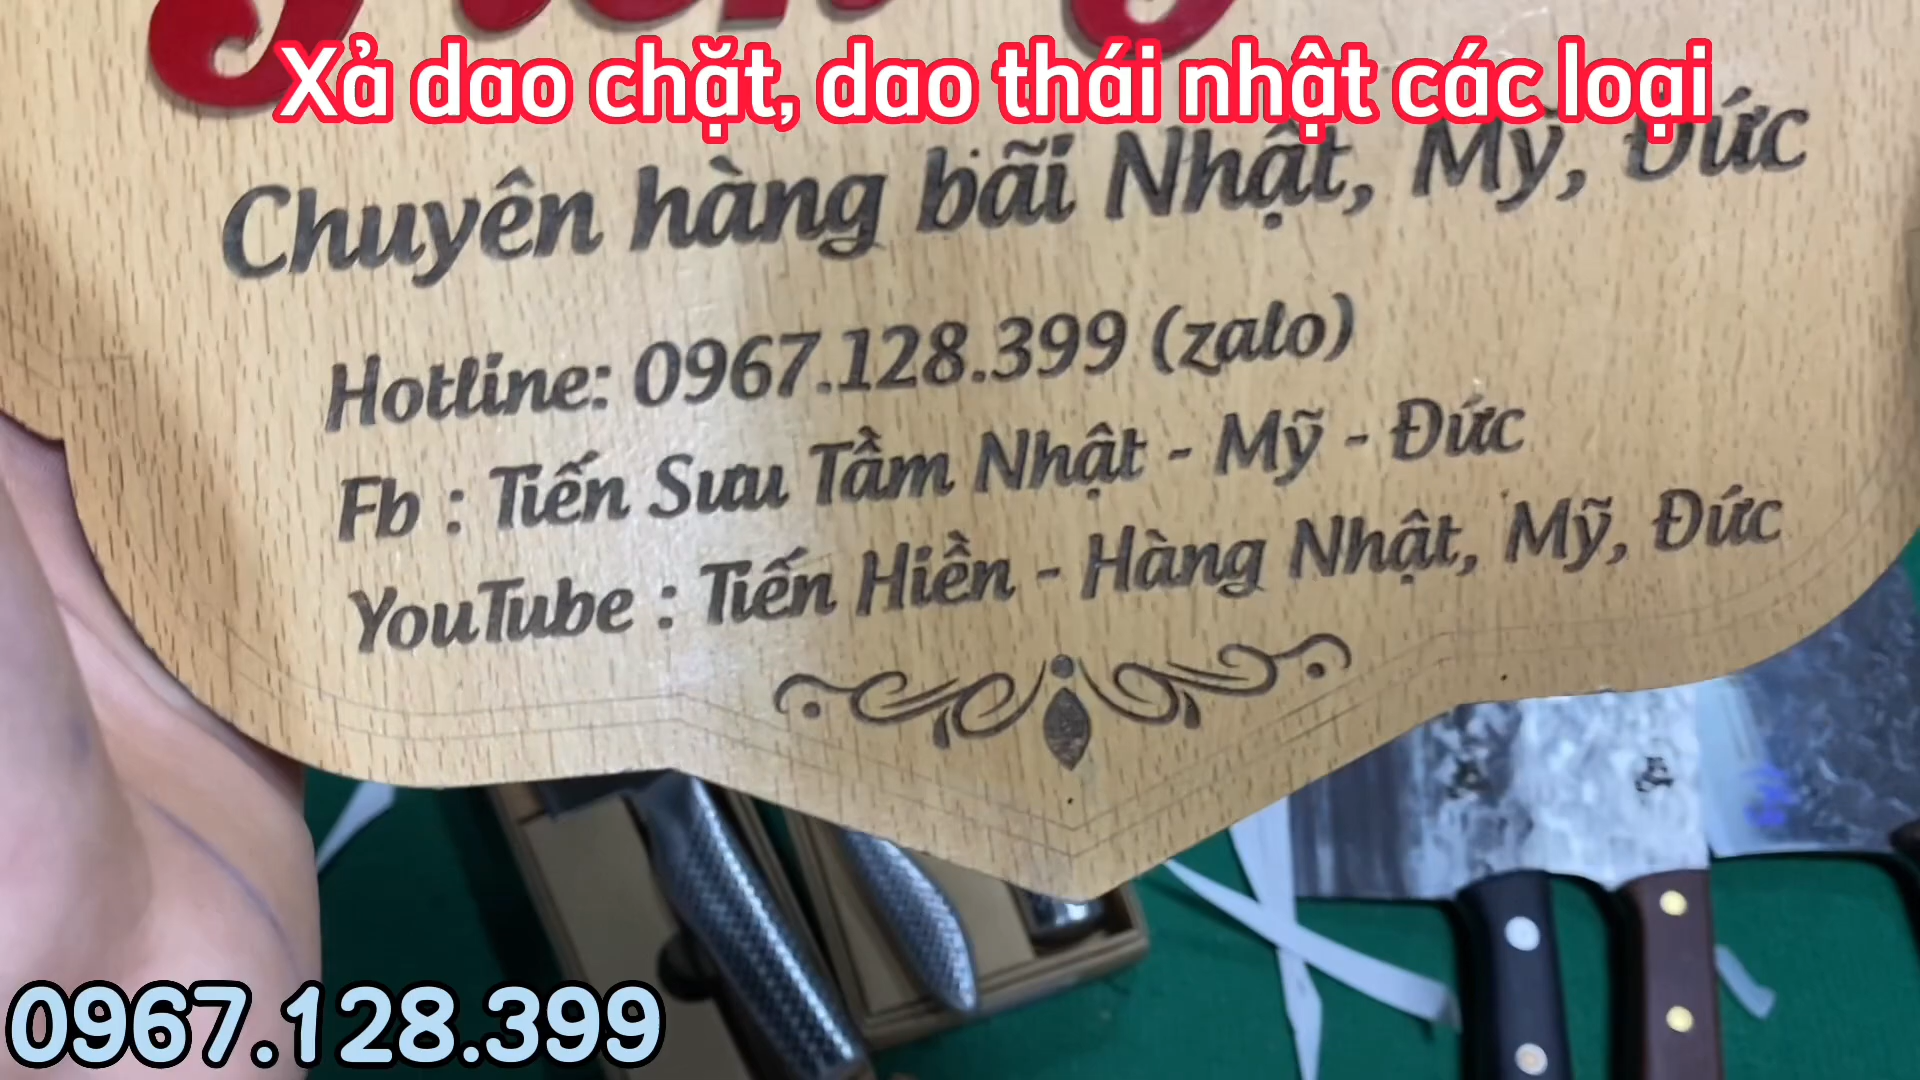 Xả dao chặt, dao thái nhật các loại
Chuyên hàng bãi Nhật, Mỹ, Đức
Hotline: 0967.128.399 (zalo)
Fb : Tiến Sưu Tầm Nhật - Mỹ - Đức
YouTube : Tiến Hiền - Hàng Nhật, Mỹ, Đức
0967.128.399